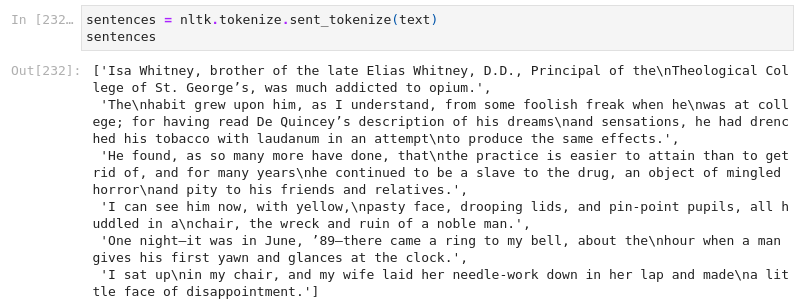 In [232… sentences = nltk.tokenize.sent_tokenize(text)
sentences
Out[232]: ['Isa Whitney, brother of the late Elias Whitney, D.D., Principal of the\nTheological Col
lege of St. George’s, was much addicted to opium.',
'The\nhabit grew upon him, as I understand, from some foolish freak when he\nwas at coll
ege; for having read De Quincey’s description of his dreams\nand sensations, he had drenc
hed his tobacco with laudanum in an attempt\nto produce the same effects.',
'He found, as so many more have done, that\nthe practice is easier to attain than to get
rid of, and for many years\nhe continued to be a slave to the drug, an object of mingled
horror\nand pity to his friends and relatives.',
'I can see him now, with yellow,\npasty face, drooping lids, and pin-point pupils, all h
uddled in a\nchair, the wreck and ruin of a noble man.',
'One night—it was in June, ’89—there came a ring to my bell, about the\nhour when a man
gives his first yawn and glances at the clock.',
'I sat up\nin my chair, and my wife laid her needle-work down in her lap and made\na lit
tle face of disappointment.']